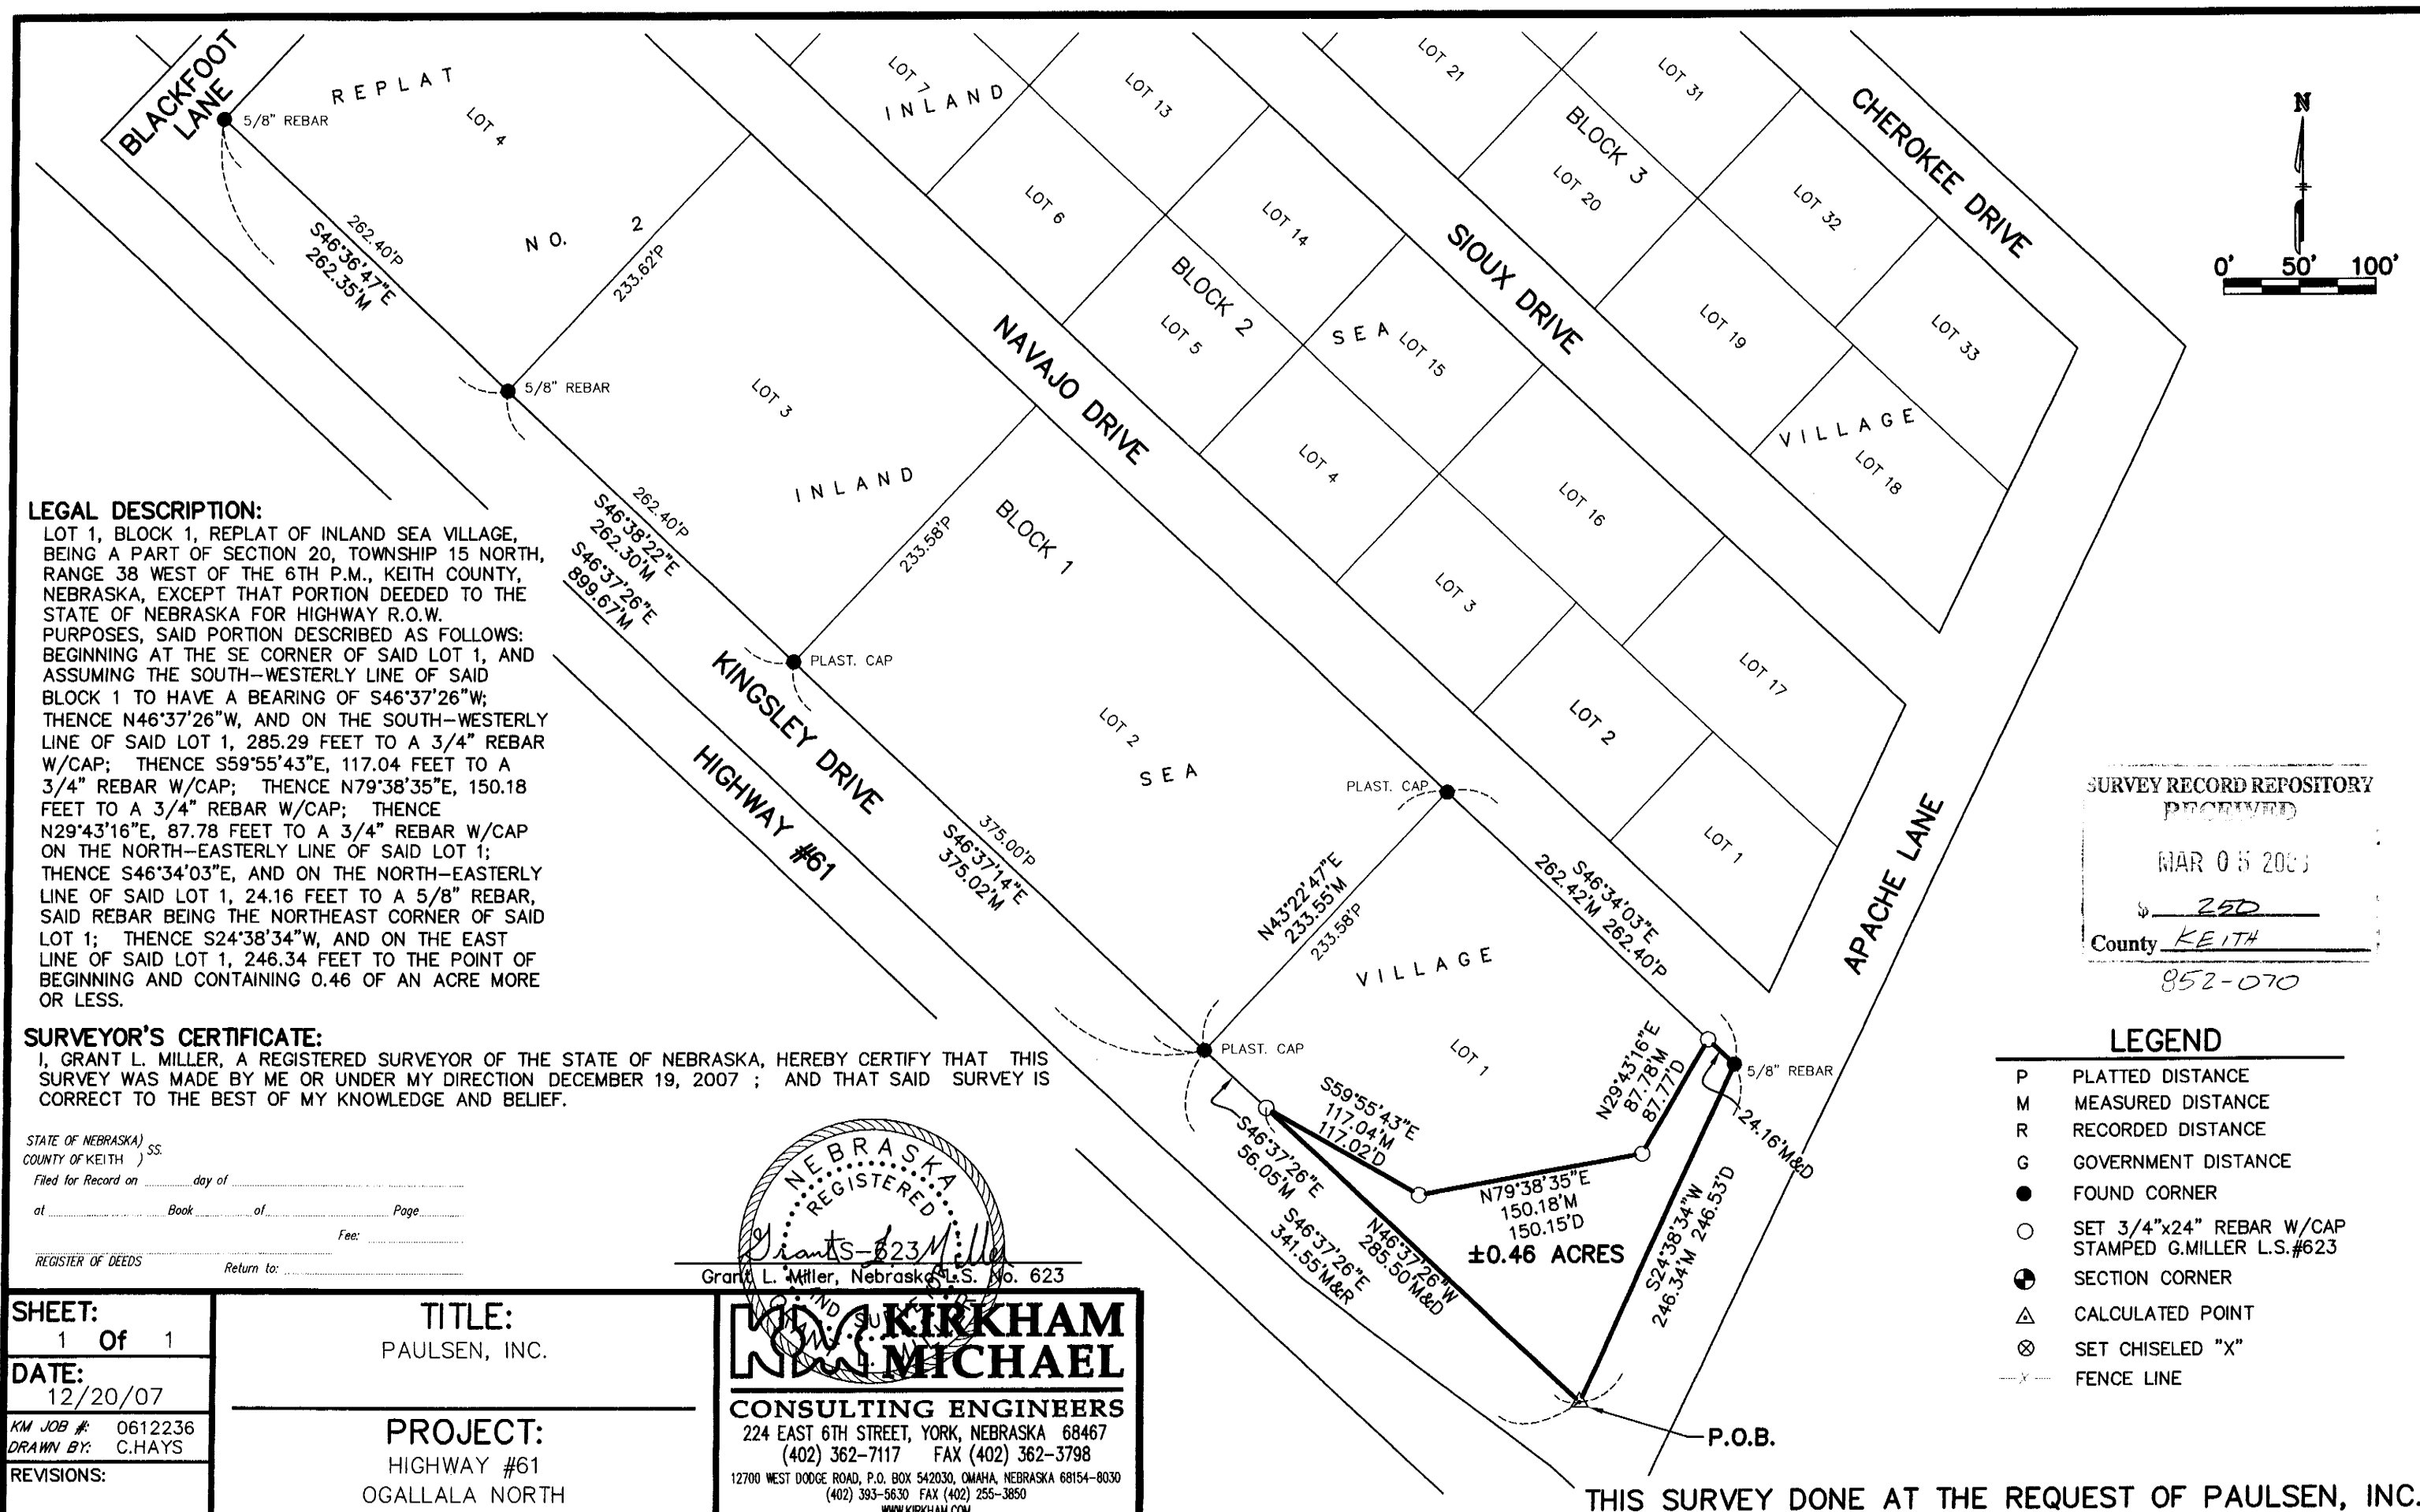 BLACKFOOT
LANE
5/8" REBAR
REPLAT
LOT 4
NO. 2
262.40'P
S46°36'47"E
262.35'M
233.62'P
5/8" REBAR
LOT 3
INLAND
262.40'P
S46°38'22"E
262.30'M
S46°37'26"E
899.67'M
233.58'P
BLOCK 1
PLAST. CAP
KINGSLEY DRIVE
HIGHWAY #61
LOT 2
SEA
375.00'P
S46°37'14"E
375.02'M
NAVAJO DRIVE
LOT 7
INLAND
LOT 13
LOT 6
LOT 14
BLOCK 2
LOT 5
SEA
LOT 15
LOT 4
LOT 16
LOT 3
LOT 17
LOT 2
LOT 1
SIOUX DRIVE
LOT 21
LOT 31
BLOCK 3
LOT 20
LOT 32
LOT 19
LOT 33
VILLAGE
LOT 18
CHEROKEE DRIVE
APACHE LANE
N
0' 50' 100'
PLAST. CAP
N43°22'47"E
233.55'M
233.58'P
S46°34'03"E
262.42'M 262.40'P
VILLAGE
LOT 1
PLAST. CAP
5/8" REBAR
N29°43'16"E
87.78'M
87.77'D
24.16'M&D
S59°55'43"E
117.04'M
117.02'D
S46°37'26"E
56.05'M
N79°38'35"E
150.18'M
150.15'D
±0.46 ACRES
S24°38'34"W
246.34'M 246.53'D
N46°37'26"W
285.50'M&D
S46°37'26"E
341.55'M&R
P.O.B.
LEGAL DESCRIPTION:
LOT 1, BLOCK 1, REPLAT OF INLAND SEA VILLAGE,
BEING A PART OF SECTION 20, TOWNSHIP 15 NORTH,
RANGE 38 WEST OF THE 6TH P.M., KEITH COUNTY,
NEBRASKA, EXCEPT THAT PORTION DEEDED TO THE
STATE OF NEBRASKA FOR HIGHWAY R.O.W.
PURPOSES, SAID PORTION DESCRIBED AS FOLLOWS:
BEGINNING AT THE SE CORNER OF SAID LOT 1, AND
ASSUMING THE SOUTH-WESTERLY LINE OF SAID
BLOCK 1 TO HAVE A BEARING OF S46°37'26"W;
THENCE N46°37'26"W, AND ON THE SOUTH-WESTERLY
LINE OF SAID LOT 1, 285.29 FEET TO A 3/4" REBAR
W/CAP; THENCE S59°55'43"E, 117.04 FEET TO A
3/4" REBAR W/CAP; THENCE N79°38'35"E, 150.18
FEET TO A 3/4" REBAR W/CAP; THENCE
N29°43'16"E, 87.78 FEET TO A 3/4" REBAR W/CAP
ON THE NORTH-EASTERLY LINE OF SAID LOT 1;
THENCE S46°34'03"E, AND ON THE NORTH-EASTERLY
LINE OF SAID LOT 1, 24.16 FEET TO A 5/8" REBAR,
SAID REBAR BEING THE NORTHEAST CORNER OF SAID
LOT 1; THENCE S24°38'34"W, AND ON THE EAST
LINE OF SAID LOT 1, 246.34 FEET TO THE POINT OF
BEGINNING AND CONTAINING 0.46 OF AN ACRE MORE
OR LESS.
SURVEYOR'S CERTIFICATE:
I, GRANT L. MILLER, A REGISTERED SURVEYOR OF THE STATE OF NEBRASKA, HEREBY CERTIFY THAT THIS
SURVEY WAS MADE BY ME OR UNDER MY DIRECTION DECEMBER 19, 2007 ; AND THAT SAID SURVEY IS
CORRECT TO THE BEST OF MY KNOWLEDGE AND BELIEF.
STATE OF NEBRASKA)
COUNTY OF KEITH ) SS.
Filed for Record on day of
at Book of Page
Fee:
REGISTER OF DEEDS
Return to:
NEBRASKA
REGISTERED
S-623
Grant L. Miller
Grant L. Miller, Nebraska L.S. No. 623
SURVEY RECORD REPOSITORY
RECEIVED
MAR 05
$ 250
County KEITH
852-070
LEGEND
P PLATTED DISTANCE
M MEASURED DISTANCE
R RECORDED DISTANCE
G GOVERNMENT DISTANCE
FOUND CORNER
SET 3/4"x24" REBAR W/CAP
STAMPED G.MILLER L.S.#623
SECTION CORNER
CALCULATED POINT
SET CHISELED "X"
FENCE LINE
SHEET:
1 Of 1
DATE:
12/20/07
KM JOB #: 0612236
DRAWN BY: C.HAYS
REVISIONS:
TITLE:
PAULSEN, INC.
PROJECT:
HIGHWAY #61
OGALLALA NORTH
KIRKHAM
MICHAEL
CONSULTING ENGINEERS
224 EAST 6TH STREET, YORK, NEBRASKA 68467
(402) 362-7117 FAX (402) 362-3798
12700 WEST DODGE ROAD, P.O. BOX 542030, OMAHA, NEBRASKA 68154-8030
(402) 393-5630 FAX (402) 255-3850
WWW.KIRKHAM.COM
THIS SURVEY DONE AT THE REQUEST OF PAULSEN, INC.